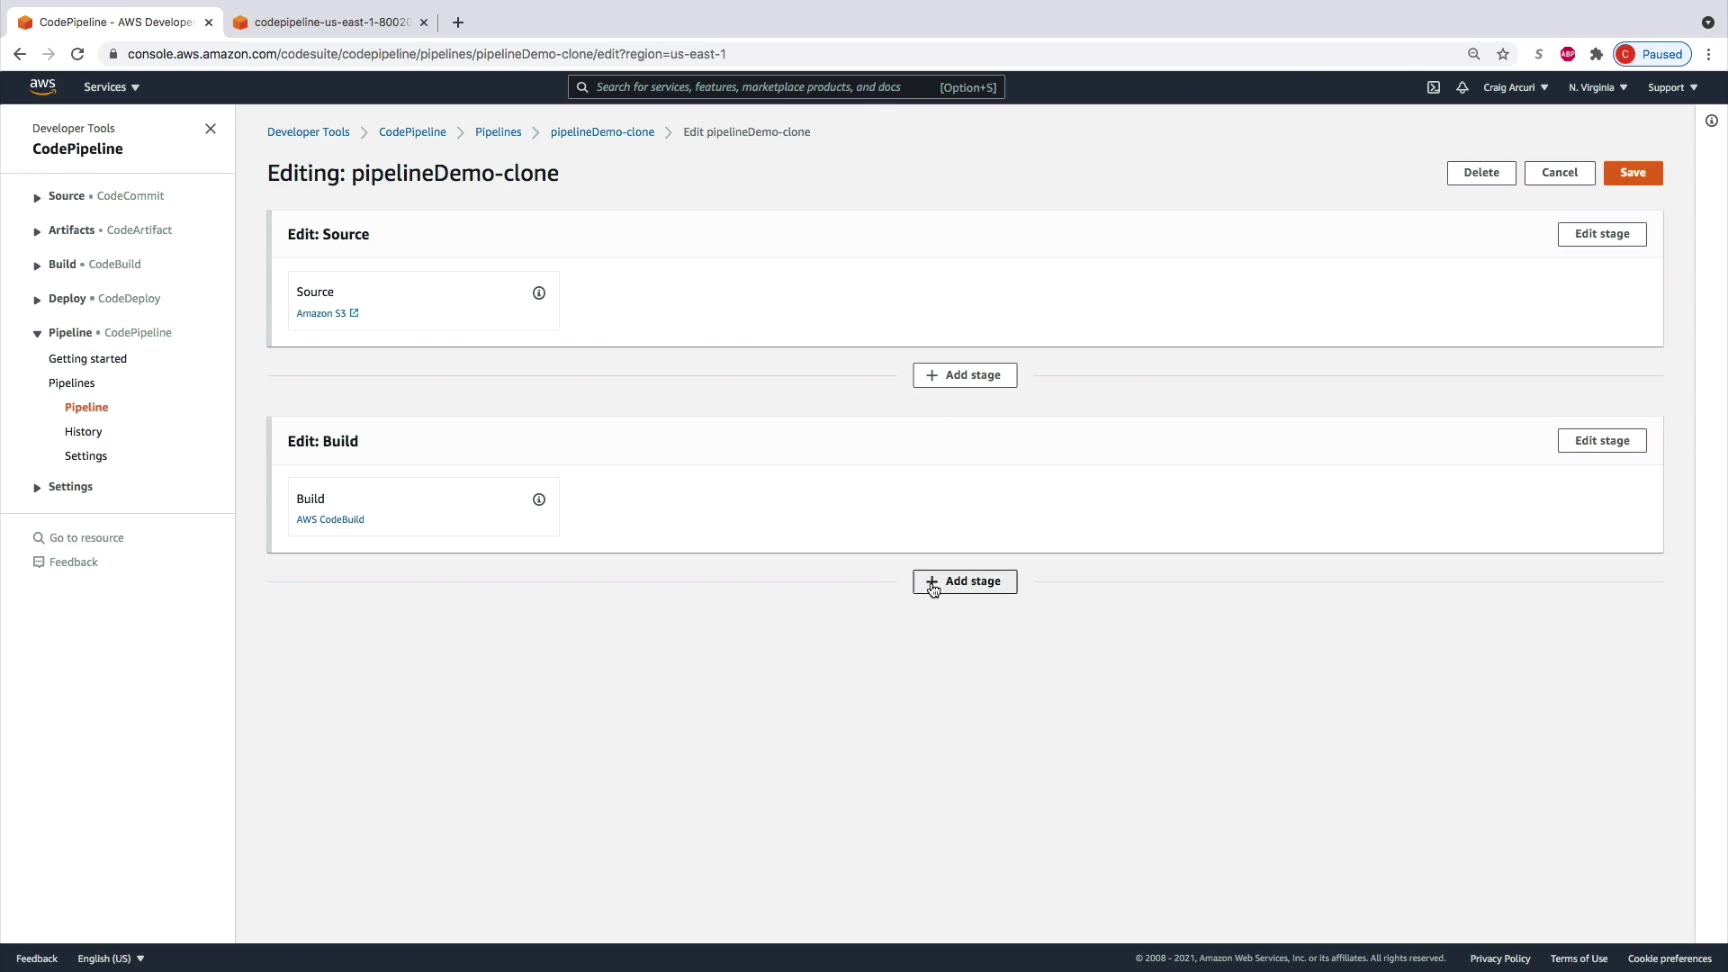 CodePipeline - AWS Develope
codepipeline-us-east-1-8002
console.aws.amazon.com/codesuite/codepipeline/pipelines/pipelineDemo-clone/edit?region=us-east-1
S
ABP
C Paused
aws
Services
Search for services, features, marketplace products, and docs [Option+S]
Craig Arcuri
N. Virginia
Support
Developer Tools
CodePipeline
Source • CodeCommit
Artifacts • CodeArtifact
Build • CodeBuild
Deploy • CodeDeploy
Pipeline • CodePipeline
Getting started
Pipelines
Pipeline
History
Settings
Settings
Go to resource
Feedback
Developer Tools > CodePipeline > Pipelines > pipelineDemo-clone > Edit pipelineDemo-clone
Editing: pipelineDemo-clone
Delete
Cancel
Save
Edit: Source
Edit stage
Source
Amazon S3
+ Add stage
Edit: Build
Edit stage
Build
AWS CodeBuild
+ Add stage
Feedback
English (US)
© 2008 - 2021, Amazon Web Services, Inc. or its affiliates. All rights reserved.
Privacy Policy
Terms of Use
Cookie preferences